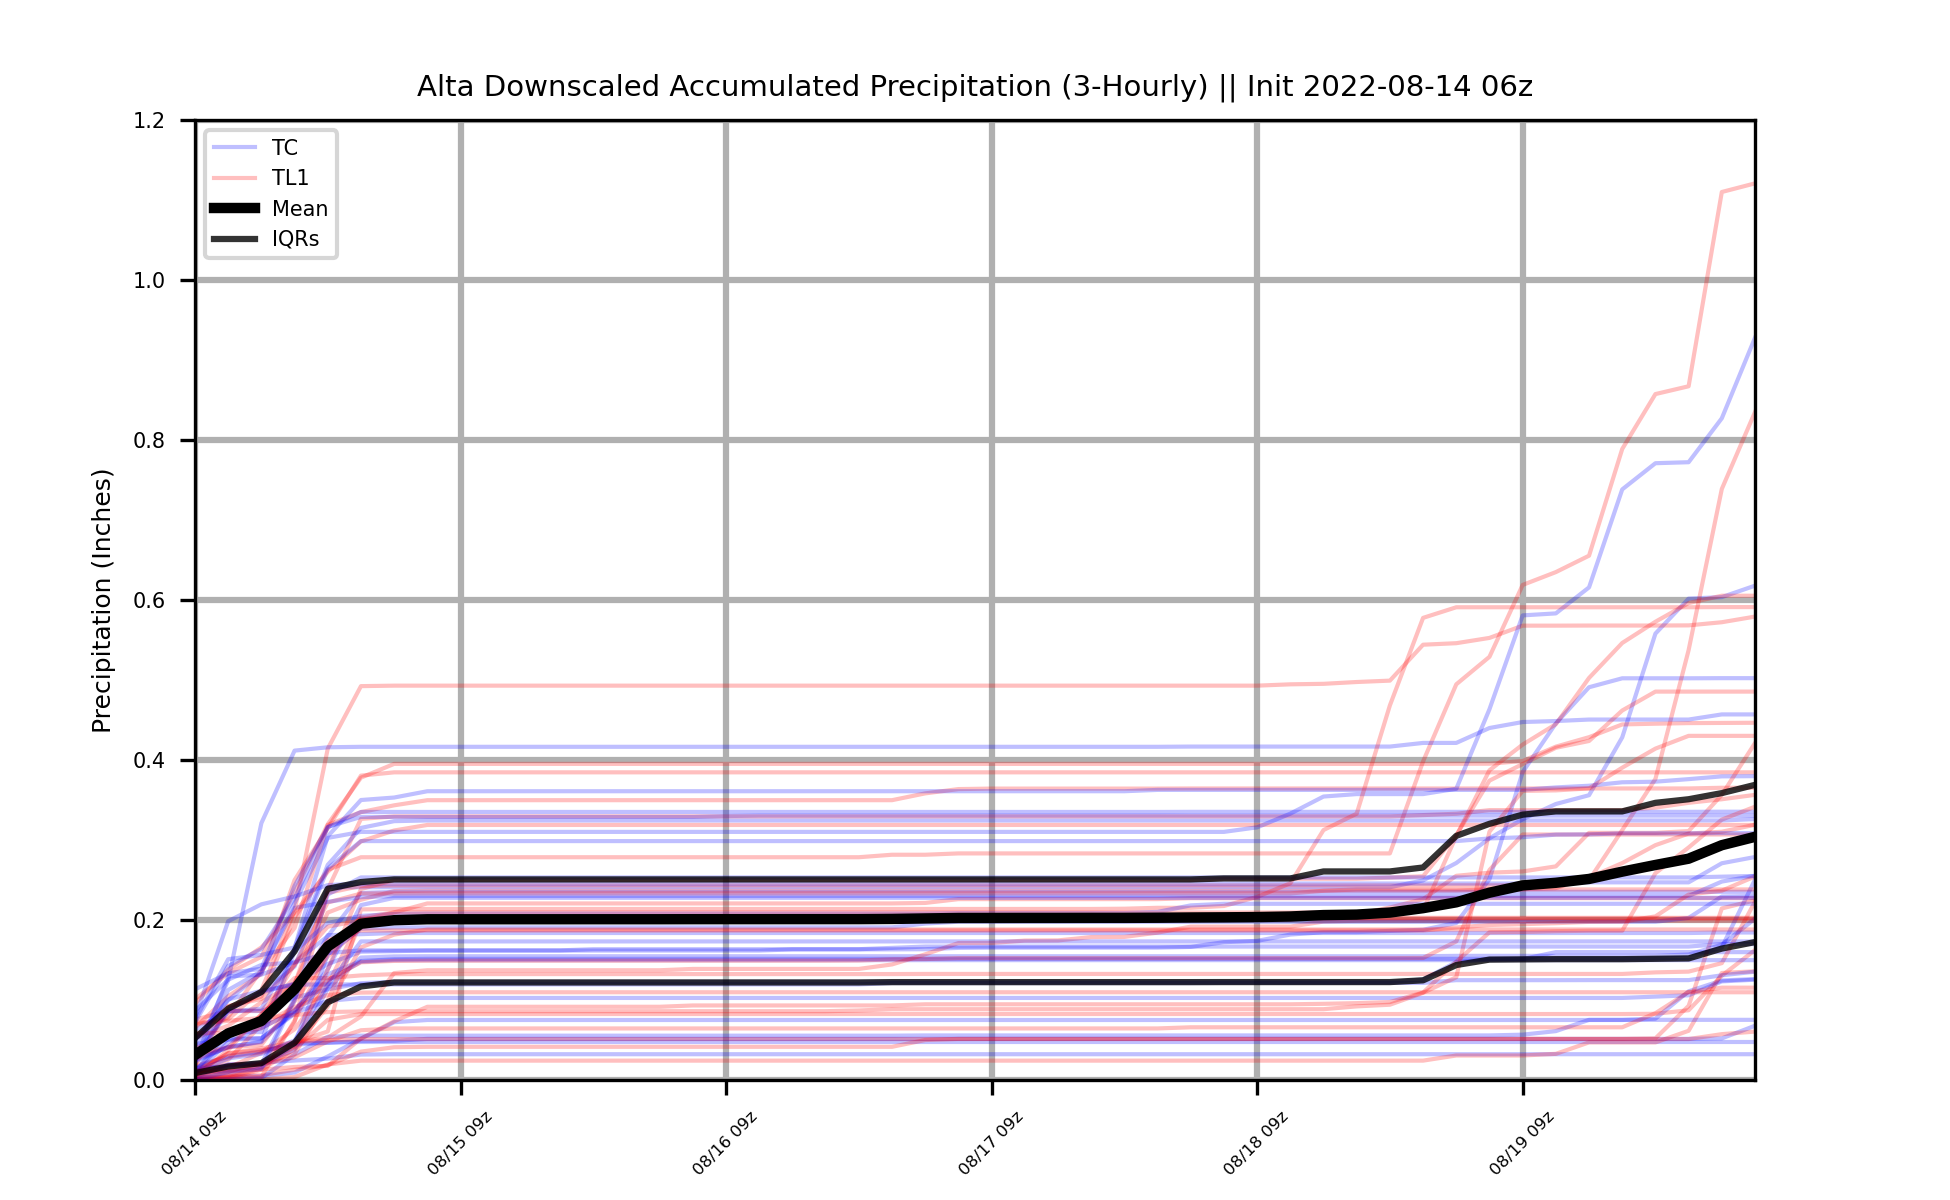 Alta Downscaled Accumulated Precipitation (3-Hourly) || Init 2022-08-14 06z
TC
TL1
Mean
IQRs
Precipitation (Inches)
1.2
1.0
0.8
0.6
0.4
0.2
0.0
08/14 09z
08/15 09z
08/16 09z
08/17 09z
08/18 09z
08/19 09z